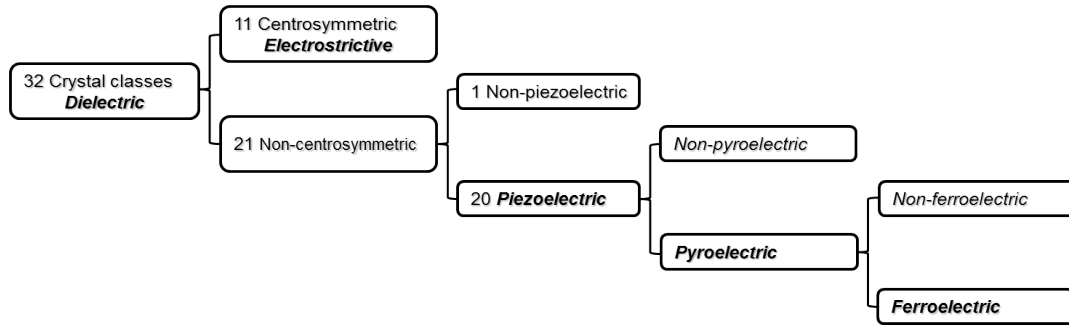 11 Centrosymmetric
Electrostrictive
32 Crystal classes
Dielectric
1 Non-piezoelectric
21 Non-centrosymmetric
Non-pyroelectric
20 Piezoelectric
Non-ferroelectric
Pyroelectric
Ferroelectric